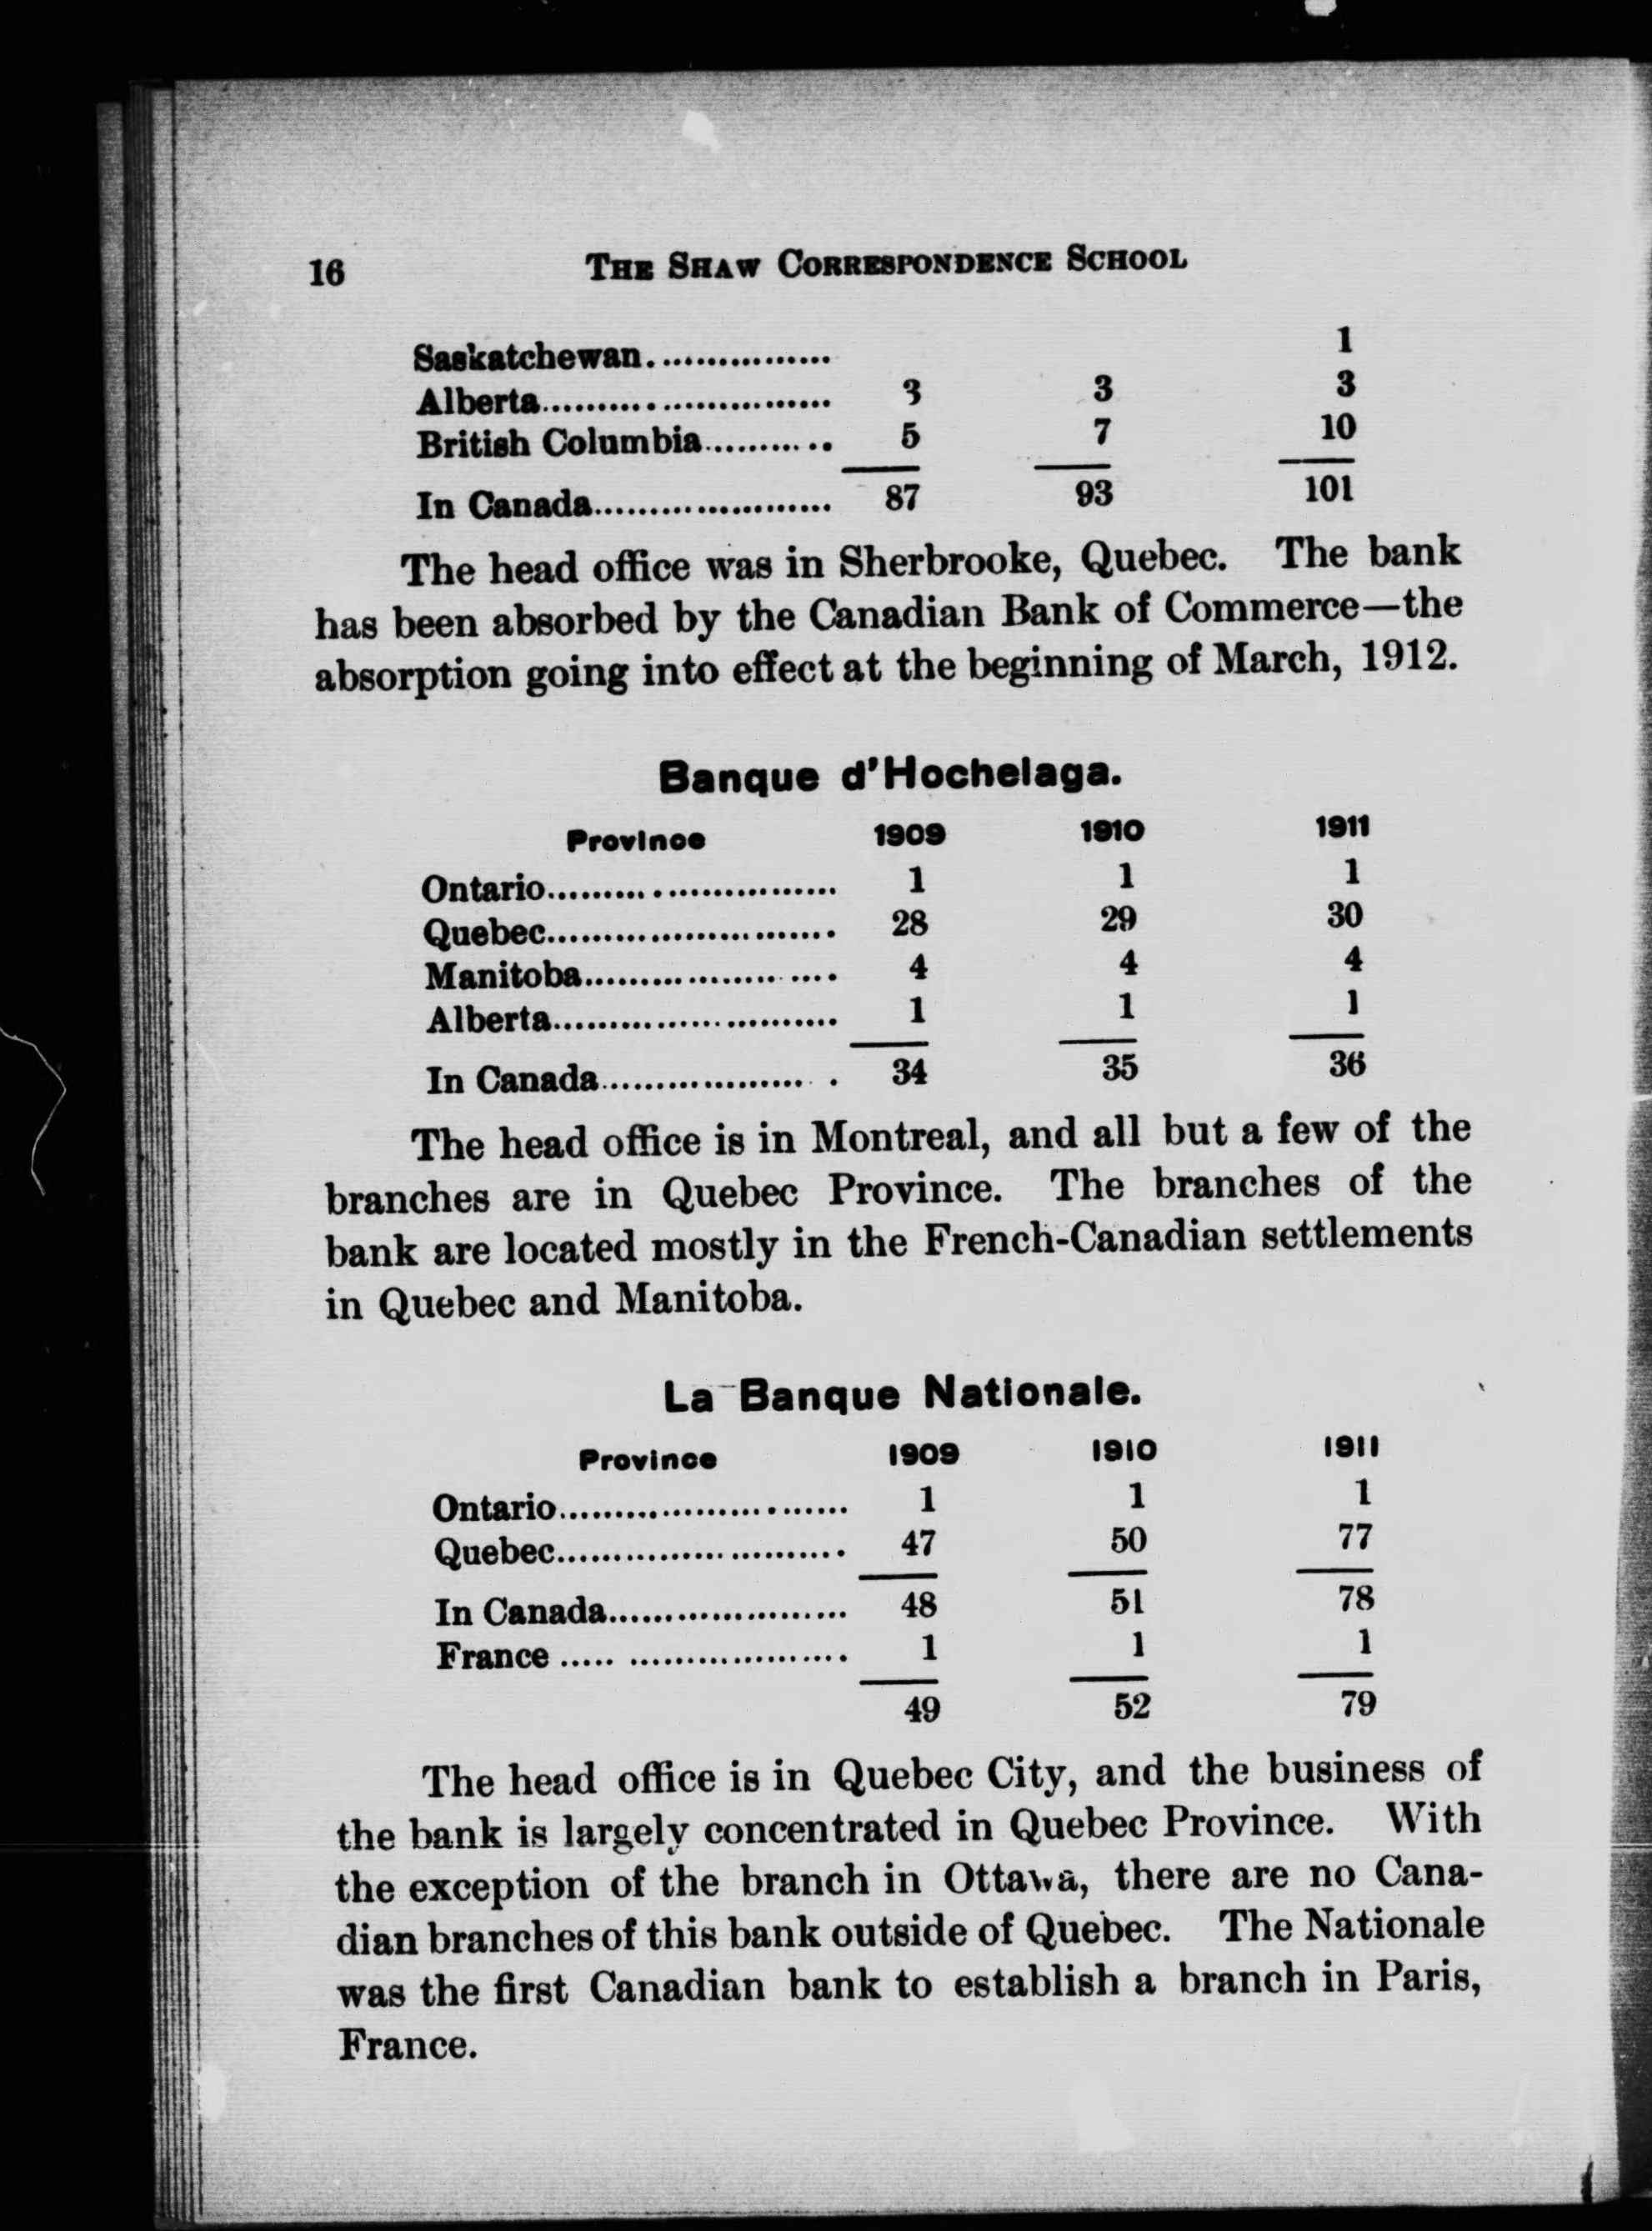 16 THE SHAW CORRESPONDENCE SCHOOL
Saskatchewan................. 1
Alberta........................... 3 3 3
British Columbia........... 5 7 10
In Canada...................... 87 93 101
The head office was in Sherbrooke, Quebec. The bank
has been absorbed by the Canadian Bank of Commerce—the
absorption going into effect at the beginning of March, 1912.
Banque d'Hochelaga.
Province 1909 1910 1911
Ontario........................... 1 1 1
Quebec........................... 28 29 30
Manitoba....................... 4 4 4
Alberta........................... 1 1 1
In Canada.................... 34 35 36
The head office is in Montreal, and all but a few of the
branches are in Quebec Province. The branches of the
bank are located mostly in the French-Canadian settlements
in Quebec and Manitoba.
La Banque Nationale.
Province 1909 1910 1911
Ontario.......................... 1 1 1
Quebec.......................... 47 50 77
In Canada...................... 48 51 78
France ..... .................... 1 1 1
49 52 79
The head office is in Quebec City, and the business of
the bank is largely concentrated in Quebec Province. With
the exception of the branch in Ottawa, there are no Cana-
dian branches of this bank outside of Quebec. The Nationale
was the first Canadian bank to establish a branch in Paris,
France.